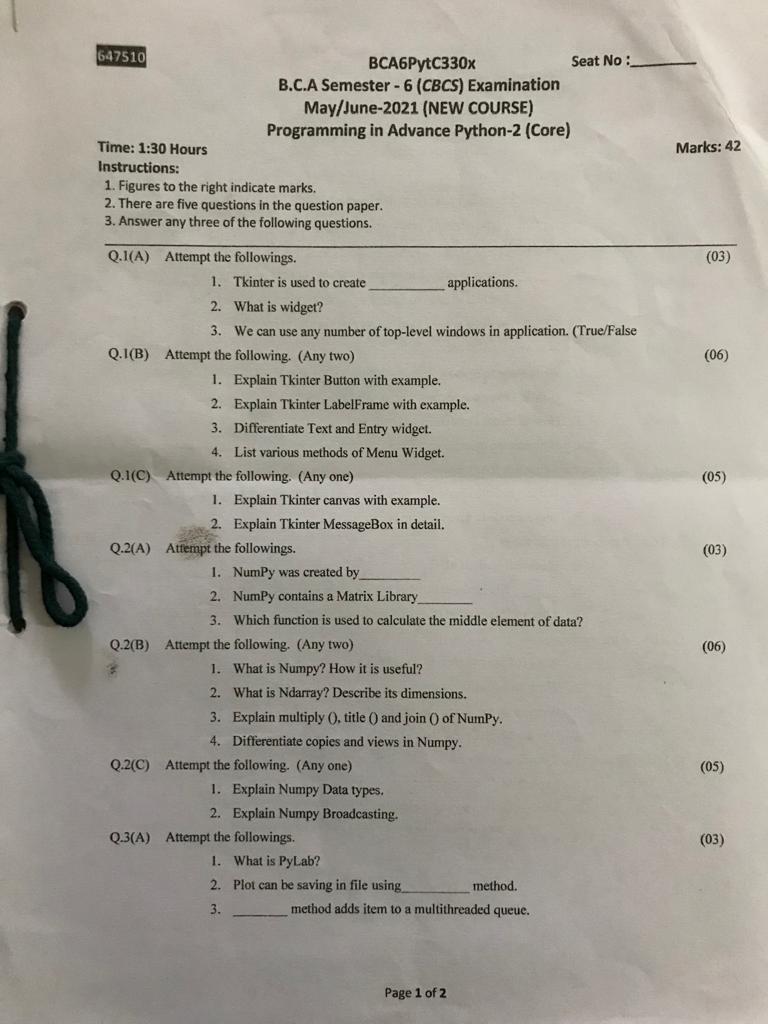 647510
BCA6PytC330x Seat No :_______
B.C.A Semester - 6 (CBCS) Examination
May/June-2021 (NEW COURSE)
Programming in Advance Python-2 (Core)
Time: 1:30 Hours Marks: 42
Instructions:
1. Figures to the right indicate marks.
2. There are five questions in the question paper.
3. Answer any three of the following questions.
Q.1(A) Attempt the followings. (03)
1. Tkinter is used to create __________ applications.
2. What is widget?
3. We can use any number of top-level windows in application. (True/False
Q.1(B) Attempt the following. (Any two) (06)
1. Explain Tkinter Button with example.
2. Explain Tkinter LabelFrame with example.
3. Differentiate Text and Entry widget.
4. List various methods of Menu Widget.
Q.1(C) Attempt the following. (Any one) (05)
1. Explain Tkinter canvas with example.
2. Explain Tkinter MessageBox in detail.
Q.2(A) Attempt the followings. (03)
1. NumPy was created by________
2. NumPy contains a Matrix Library_______
3. Which function is used to calculate the middle element of data?
Q.2(B) Attempt the following. (Any two) (06)
1. What is Numpy? How it is useful?
2. What is Ndarray? Describe its dimensions.
3. Explain multiply (), title () and join () of NumPy.
4. Differentiate copies and views in Numpy.
Q.2(C) Attempt the following. (Any one) (05)
1. Explain Numpy Data types.
2. Explain Numpy Broadcasting.
Q.3(A) Attempt the followings. (03)
1. What is PyLab?
2. Plot can be saving in file using_________ method.
3. _______ method adds item to a multithreaded queue.
Page 1 of 2